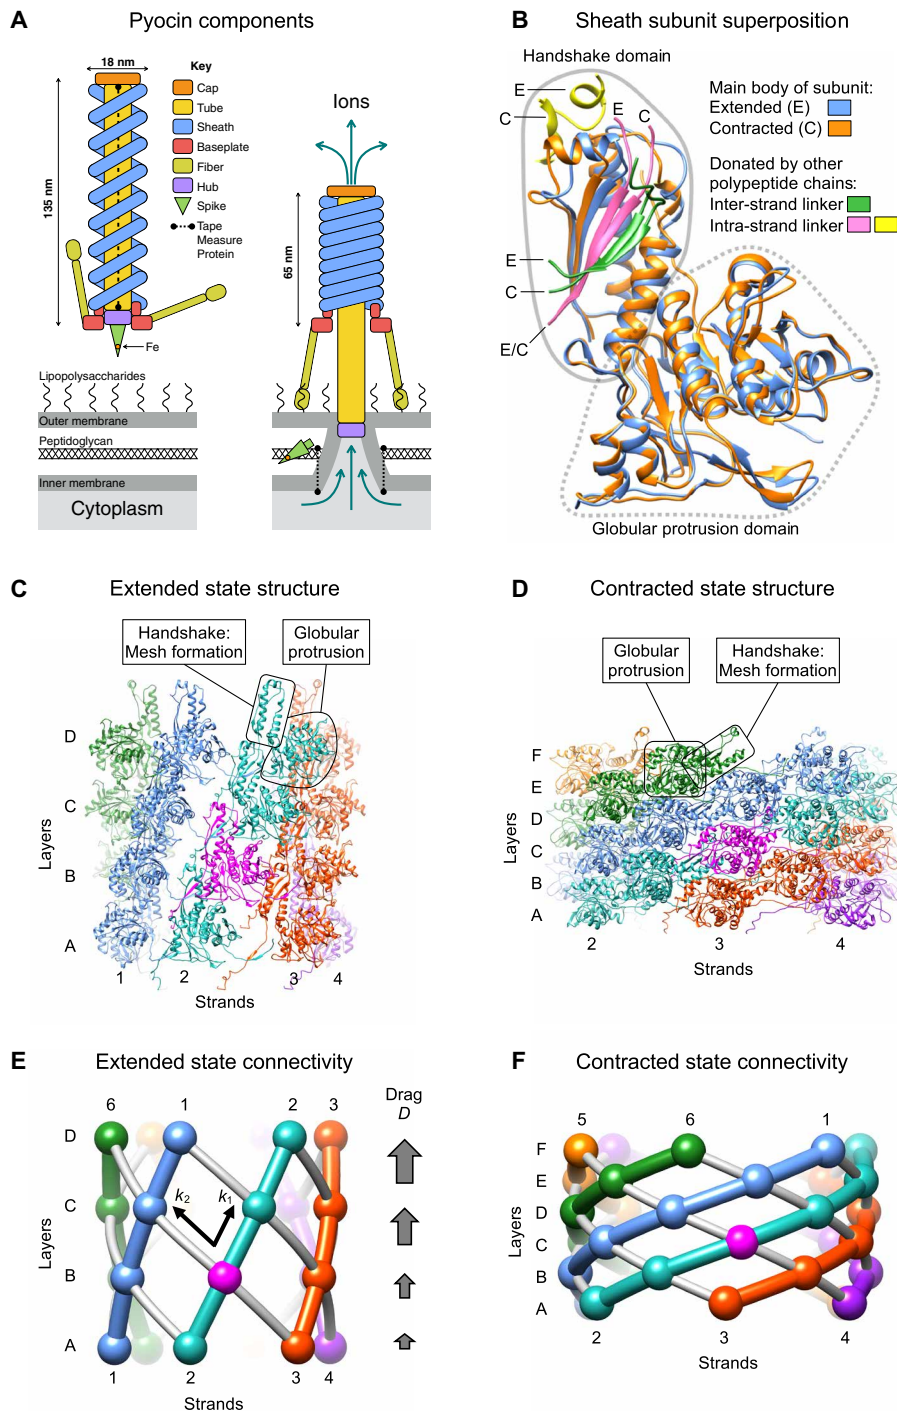 A Pyocin components
18 nm
135 nm
Key
Cap
Tube
Sheath
Baseplate
Fiber
Hub
Spike
Tape
Measure
Protein
Fe
Ions
65 nm
Lipopolysaccharides
Outer membrane
Peptidoglycan
Inner membrane
Cytoplasm
B Sheath subunit superposition
Handshake domain
E
C
E C
E
C
E/C
Main body of subunit:
Extended (E)
Contracted (C)
Donated by other
polypeptide chains:
Inter-strand linker
Intra-strand linker
Globular protrusion domain
C Extended state structure
Handshake:
Mesh formation
Globular
protrusion
Layers
D
C
B
A
1 2 3 4
Strands
D Contracted state structure
Globular
protrusion
Handshake:
Mesh formation
Layers
F
E
D
C
B
A
2 3 4
Strands
E Extended state connectivity
Drag
D
6 1 2 3
Layers
D
C
B
A
k2 k1
1 2 3 4
Strands
F Contracted state connectivity
5 6 1
Layers
F
E
D
C
B
A
2 3 4
Strands